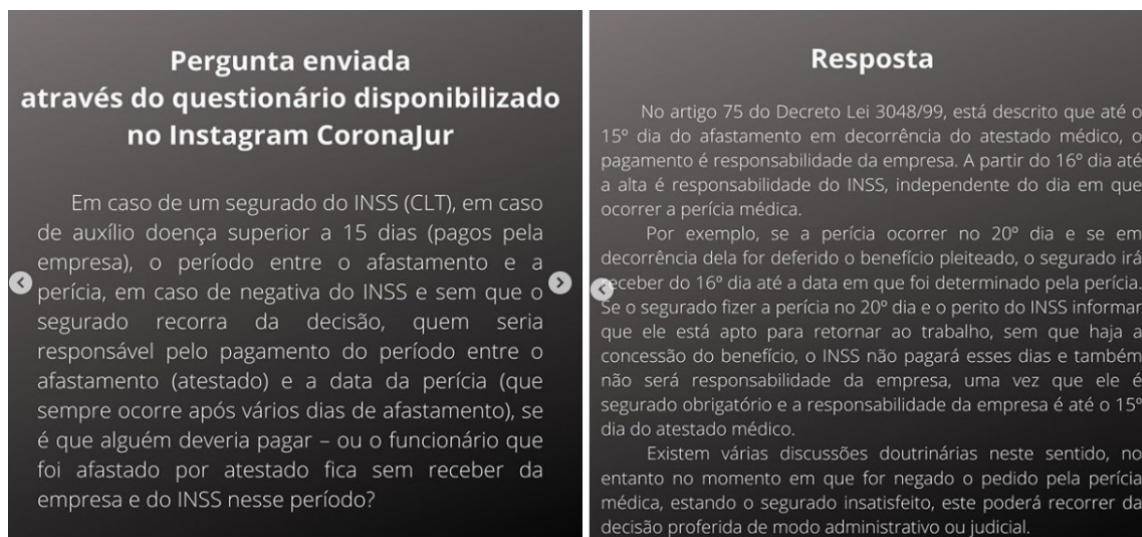 Pergunta enviada
através do questionário disponibilizado
no Instagram CoronaJur
Em caso de um segurado do INSS (CLT), em caso
de auxílio doença superior a 15 dias (pagos pela
empresa), o período entre o afastamento e a
perícia, em caso de negativa do INSS e sem que o
segurado recorra da decisão, quem seria
responsável pelo pagamento do período entre o
afastamento (atestado) e a data da perícia (que
sempre ocorre após vários dias de afastamento), se
é que alguém deveria pagar – ou o funcionário que
foi afastado por atestado fica sem receber da
empresa e do INSS nesse período?
Resposta
No artigo 75 do Decreto Lei 3048/99, está descrito que até o
15º dia do afastamento em decorrência do atestado médico, o
pagamento é responsabilidade da empresa. A partir do 16º dia até
a alta é responsabilidade do INSS, independente do dia em que
ocorrer a perícia médica.
Por exemplo, se a perícia ocorrer no 20º dia e se em
decorrência dela for deferido o benefício pleiteado, o segurado irá
receber do 16º dia até a data em que foi determinado pela perícia.
Se o segurado fizer a perícia no 20º dia e o perito do INSS informar
que ele está apto para retornar ao trabalho, sem que haja a
concessão do benefício, o INSS não pagará esses dias e também
não será responsabilidade da empresa, uma vez que ele é
segurado obrigatório e a responsabilidade da empresa é até o 15º
dia do atestado médico.
Existem várias discussões doutrinárias neste sentido, no
entanto no momento em que for negado o pedido pela perícia
médica, estando o segurado insatisfeito, este poderá recorrer da
decisão proferida de modo administrativo ou judicial.